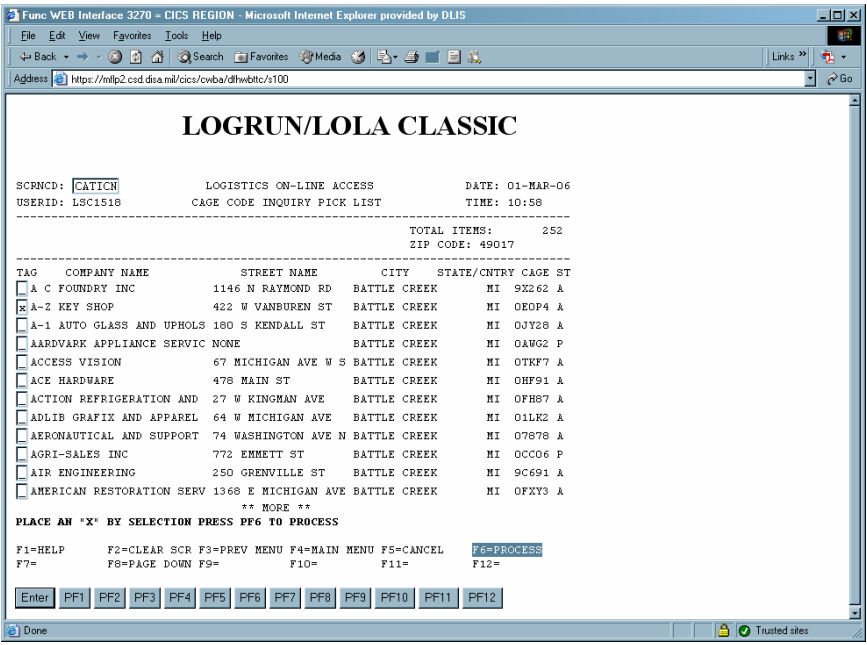 Func WEB Interface 3270 = CICS REGION - Microsoft Internet Explorer provided by DLIS
File Edit View Favorites Tools Help
Back Search Favorites Media Links »
Address https://mflp2.csd.disa.mil/cics/cwba/dfhwbttc/s100 Go
LOGRUN/LOLA CLASSIC
SCRNCD: CATICN LOGISTICS ON-LINE ACCESS DATE: 01-MAR-06
USERID: LSC1518 CAGE CODE INQUIRY PICK LIST TIME: 10:58
TOTAL ITEMS: 252
ZIP CODE: 49017
TAG COMPANY NAME STREET NAME CITY STATE/CNTRY CAGE ST
_ A C FOUNDRY INC 1146 N RAYMOND RD BATTLE CREEK MI 9X262 A
x A-Z KEY SHOP 422 W VANBUREN ST BATTLE CREEK MI 0E0P4 A
_ A-1 AUTO GLASS AND UPHOLS 180 S KENDALL ST BATTLE CREEK MI 0JY28 A
_ AARDVARK APPLIANCE SERVIC NONE BATTLE CREEK MI 0AWG2 P
_ ACCESS VISION 67 MICHIGAN AVE W S BATTLE CREEK MI 0TKF7 A
_ ACE HARDWARE 478 MAIN ST BATTLE CREEK MI 0HF91 A
_ ACTION REFRIGERATION AND 27 W KINGMAN AVE BATTLE CREEK MI 0FH87 A
_ ADLIB GRAFIX AND APPAREL 64 W MICHIGAN AVE BATTLE CREEK MI 01LK2 A
_ AERONAUTICAL AND SUPPORT 74 WASHINGTON AVE N BATTLE CREEK MI 07878 A
_ AGRI-SALES INC 772 EMMETT ST BATTLE CREEK MI 0CC06 P
_ AIR ENGINEERING 250 GRENVILLE ST BATTLE CREEK MI 9C691 A
_ AMERICAN RESTORATION SERV 1368 E MICHIGAN AVE BATTLE CREEK MI 0FXY3 A
** MORE **
PLACE AN "X" BY SELECTION PRESS PF6 TO PROCESS
F1=HELP F2=CLEAR SCR F3=PREV MENU F4=MAIN MENU F5=CANCEL F6=PROCESS
F7= F8=PAGE DOWN F9= F10= F11= F12=
Enter PF1 PF2 PF3 PF4 PF5 PF6 PF7 PF8 PF9 PF10 PF11 PF12
Done Trusted sites